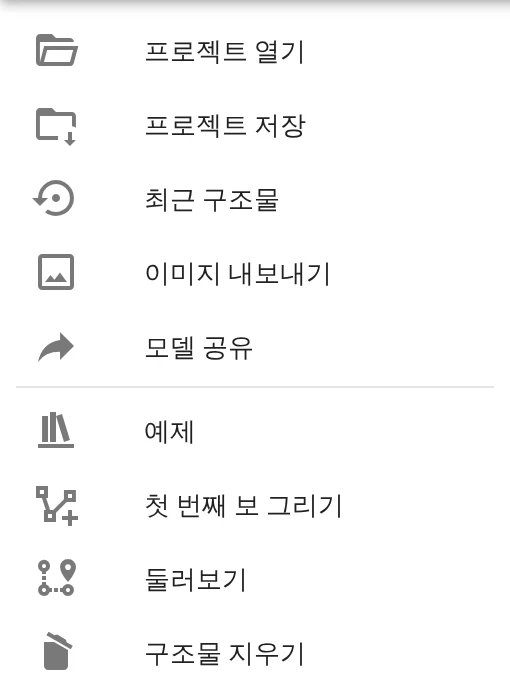 프로젝트 열기
프로젝트 저장
최근 구조물
이미지 내보내기
모델 공유
예제
첫 번째 보 그리기
둘러보기
구조물 지우기